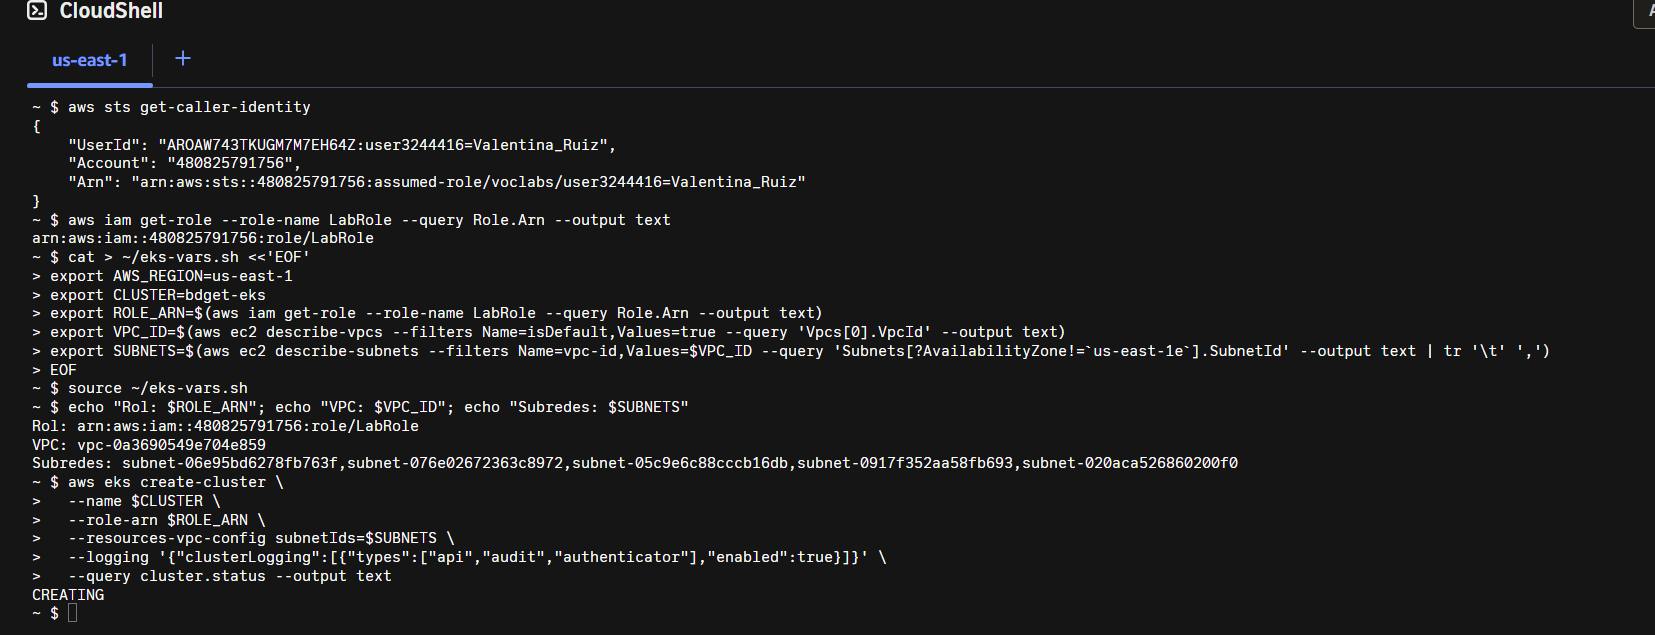 CloudShell
us-east-1 +
~ $ aws sts get-caller-identity
{
    "UserId": "AROAW743TKUGM7M7EH64Z:user3244416=Valentina_Ruiz",
    "Account": "480825791756",
    "Arn": "arn:aws:sts::480825791756:assumed-role/voclabs/user3244416=Valentina_Ruiz"
}
~ $ aws iam get-role --role-name LabRole --query Role.Arn --output text
arn:aws:iam::480825791756:role/LabRole
~ $ cat > ~/eks-vars.sh <<'EOF'
> export AWS_REGION=us-east-1
> export CLUSTER=bdget-eks
> export ROLE_ARN=$(aws iam get-role --role-name LabRole --query Role.Arn --output text)
> export VPC_ID=$(aws ec2 describe-vpcs --filters Name=isDefault,Values=true --query 'Vpcs[0].VpcId' --output text)
> export SUBNETS=$(aws ec2 describe-subnets --filters Name=vpc-id,Values=$VPC_ID --query 'Subnets[?AvailabilityZone!=`us-east-1e`].SubnetId' --output text | tr '\t' ',')
> EOF
~ $ source ~/eks-vars.sh
~ $ echo "Rol: $ROLE_ARN"; echo "VPC: $VPC_ID"; echo "Subredes: $SUBNETS"
Rol: arn:aws:iam::480825791756:role/LabRole
VPC: vpc-0a3690549e704e859
Subredes: subnet-06e95bd6278fb763f,subnet-076e02672363c8972,subnet-05c9e6c88cccb16db,subnet-0917f352aa58fb693,subnet-020aca526860200f0
~ $ aws eks create-cluster \
>   --name $CLUSTER \
>   --role-arn $ROLE_ARN \
>   --resources-vpc-config subnetIds=$SUBNETS \
>   --logging '{"clusterLogging":[{"types":["api","audit","authenticator"],"enabled":true}]}' \
>   --query cluster.status --output text
CREATING
~ $